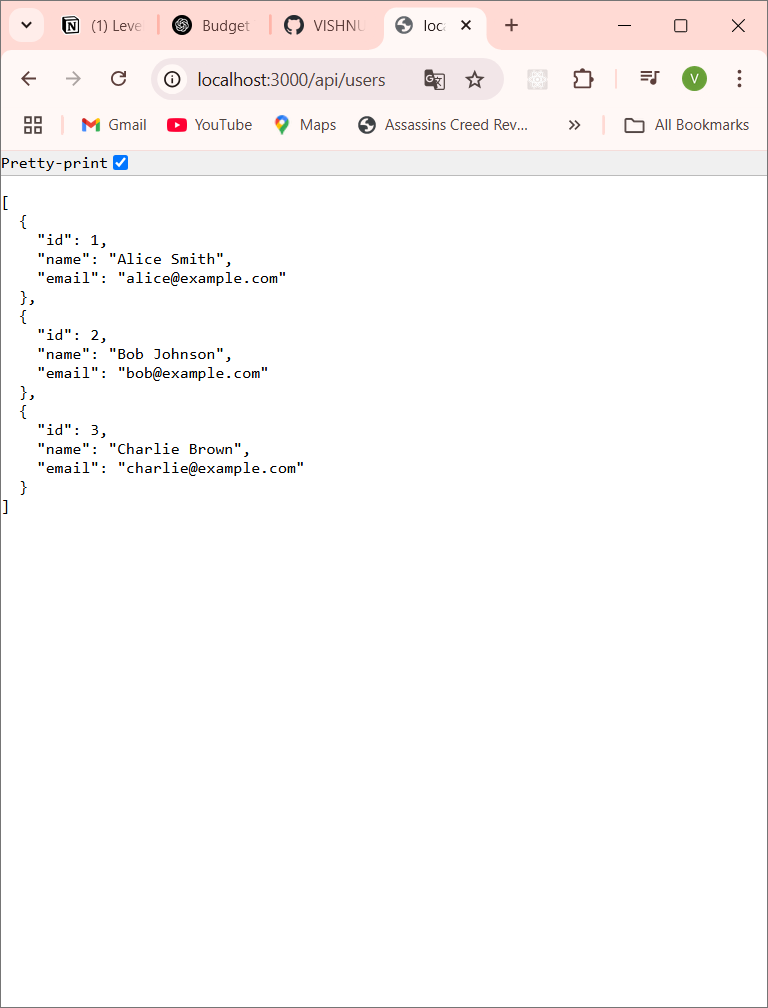 (1) Leve
Budget
VISHNU
loc
localhost:3000/api/users
V
Gmail
YouTube
Maps
Assassins Creed Rev...
All Bookmarks
Pretty-print
[
  {
    "id": 1,
    "name": "Alice Smith",
    "email": "alice@example.com"
  },
  {
    "id": 2,
    "name": "Bob Johnson",
    "email": "bob@example.com"
  },
  {
    "id": 3,
    "name": "Charlie Brown",
    "email": "charlie@example.com"
  }
]